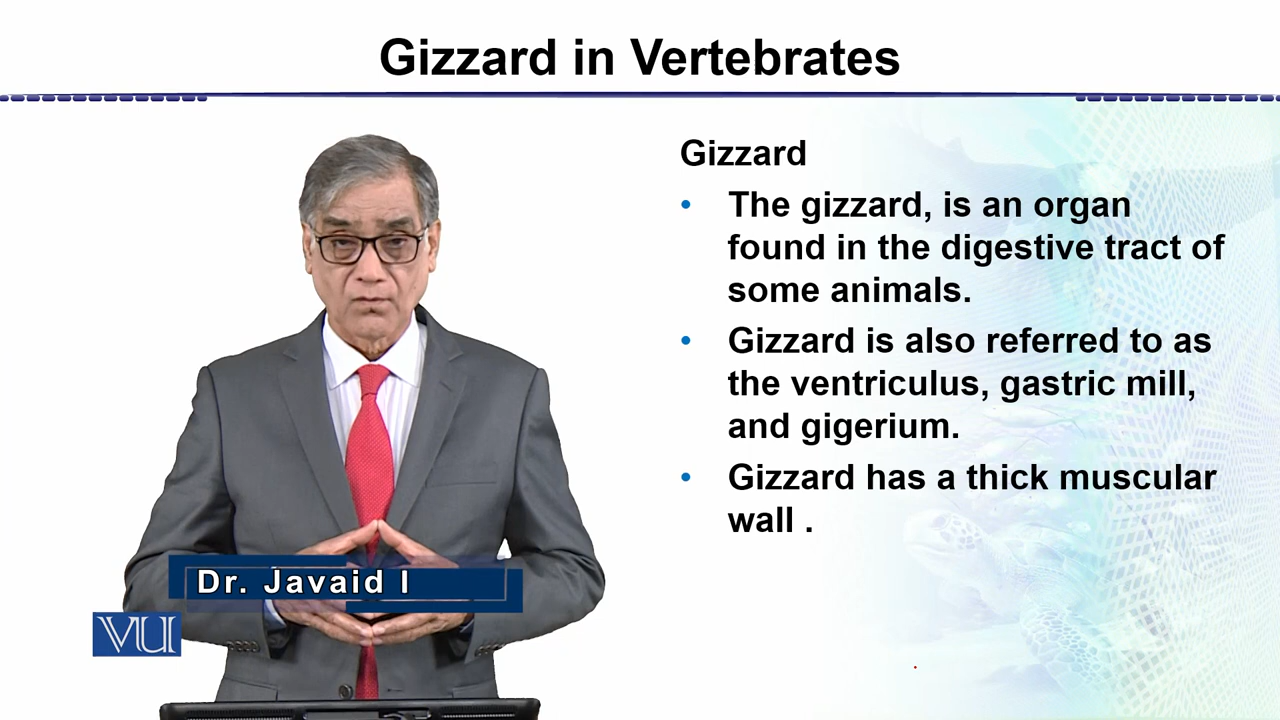 Gizzard in Vertebrates
Gizzard
• The gizzard, is an organ
found in the digestive tract of
some animals.
• Gizzard is also referred to as
the ventriculus, gastric mill,
and gigerium.
• Gizzard has a thick muscular
wall .
Dr. Javaid I
VU